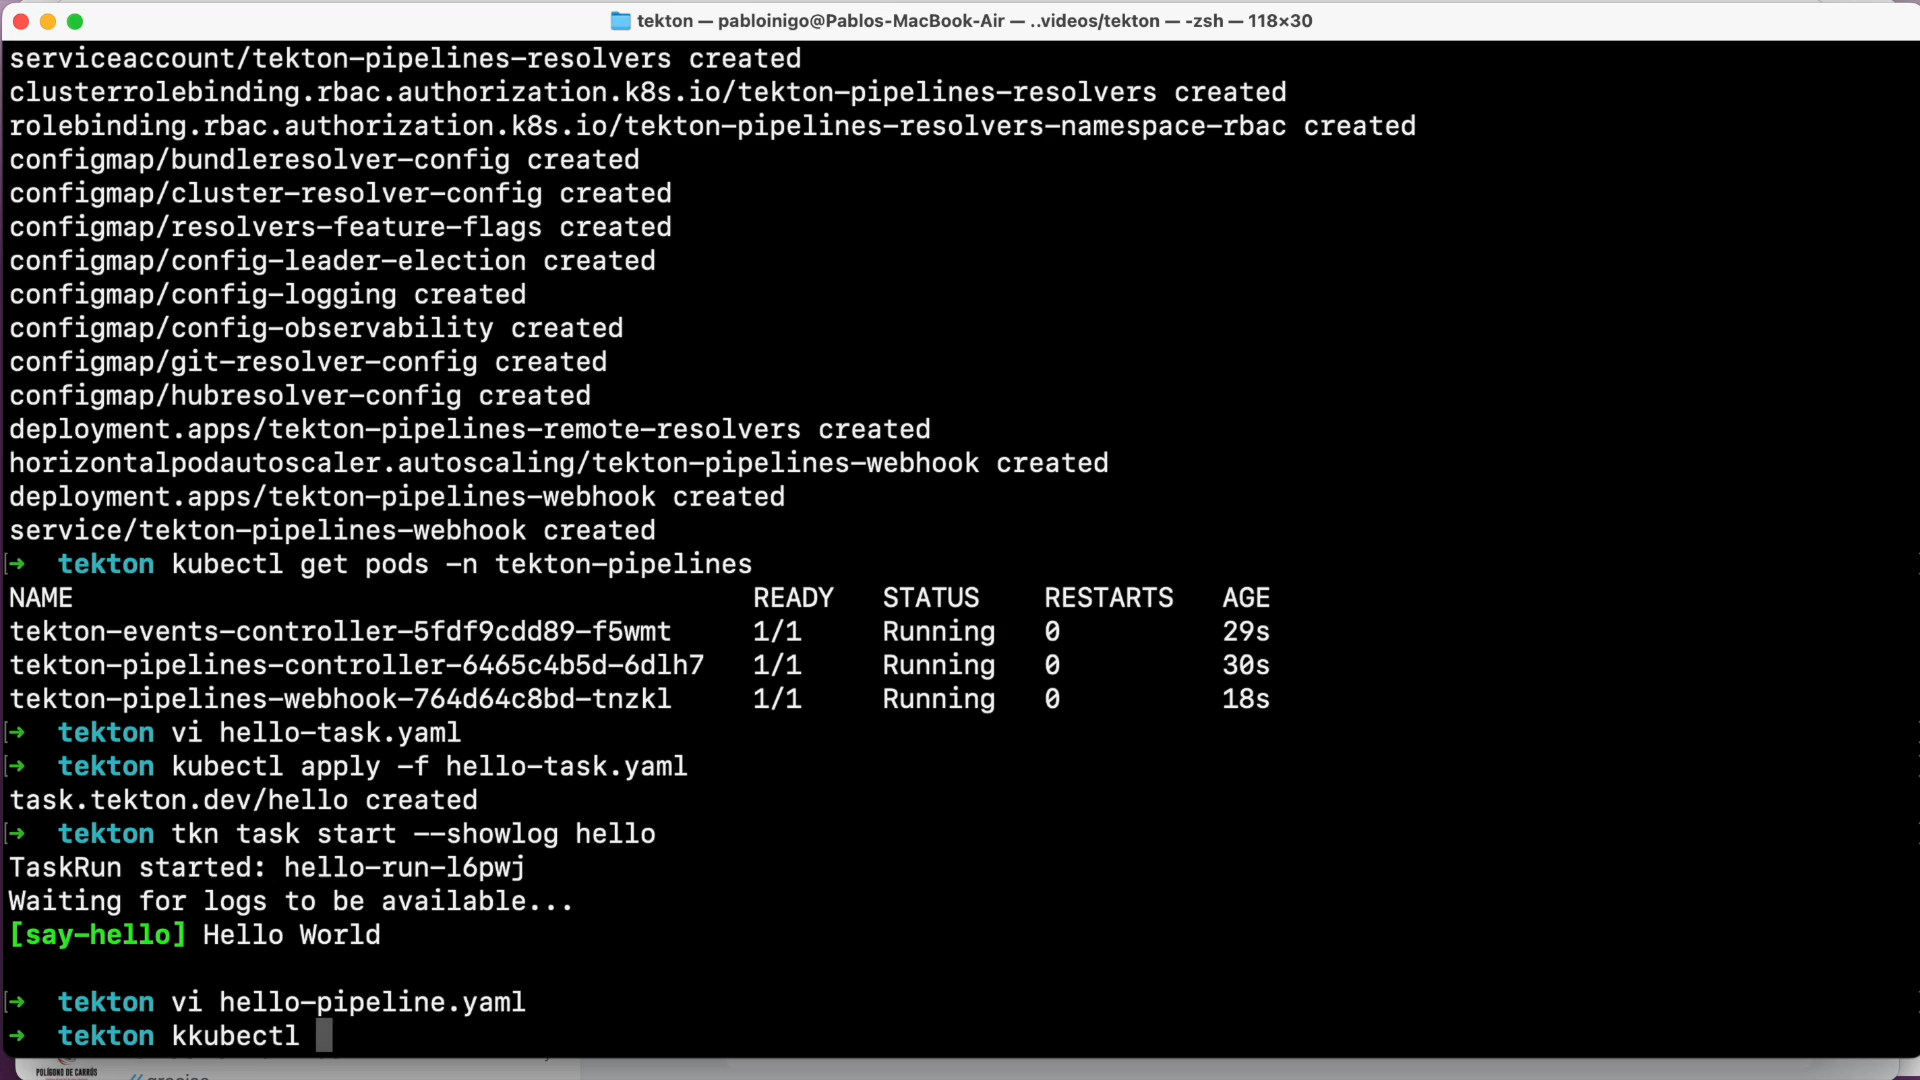 tekton — pabloinigo@Pablos-MacBook-Air — ..videos/tekton — -zsh — 118×30
serviceaccount/tekton-pipelines-resolvers created
clusterrolebinding.rbac.authorization.k8s.io/tekton-pipelines-resolvers created
rolebinding.rbac.authorization.k8s.io/tekton-pipelines-resolvers-namespace-rbac created
configmap/bundleresolver-config created
configmap/cluster-resolver-config created
configmap/resolvers-feature-flags created
configmap/config-leader-election created
configmap/config-logging created
configmap/config-observability created
configmap/git-resolver-config created
configmap/hubresolver-config created
deployment.apps/tekton-pipelines-remote-resolvers created
horizontalpodautoscaler.autoscaling/tekton-pipelines-webhook created
deployment.apps/tekton-pipelines-webhook created
service/tekton-pipelines-webhook created
[→ tekton kubectl get pods -n tekton-pipelines
NAME READY STATUS RESTARTS AGE
tekton-events-controller-5fdf9cdd89-f5wmt 1/1 Running 0 29s
tekton-pipelines-controller-6465c4b5d-6dlh7 1/1 Running 0 30s
tekton-pipelines-webhook-764d64c8bd-tnzkl 1/1 Running 0 18s
[→ tekton vi hello-task.yaml
[→ tekton kubectl apply -f hello-task.yaml
task.tekton.dev/hello created
[→ tekton tkn task start --showlog hello
TaskRun started: hello-run-l6pwj
Waiting for logs to be available...
[say-hello] Hello World
[→ tekton vi hello-pipeline.yaml
→ tekton kkubectl
POLÍGONO DE CARRÚS